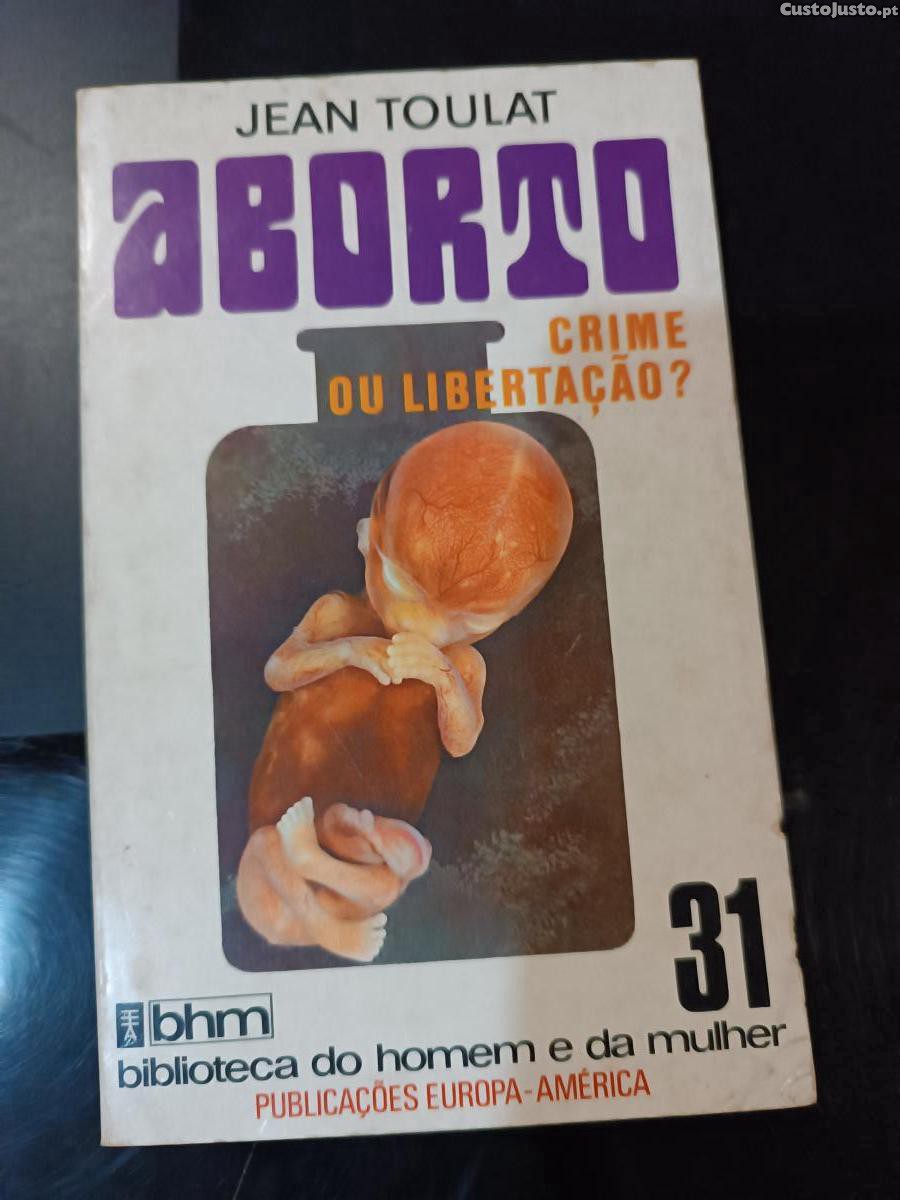 CustoJusto.pt
JEAN TOULAT
ABORTO
CRIME
OU LIBERTAÇÃO?
31
bhm
biblioteca do homem e da mulher
PUBLICAÇÕES EUROPA-AMÉRICA